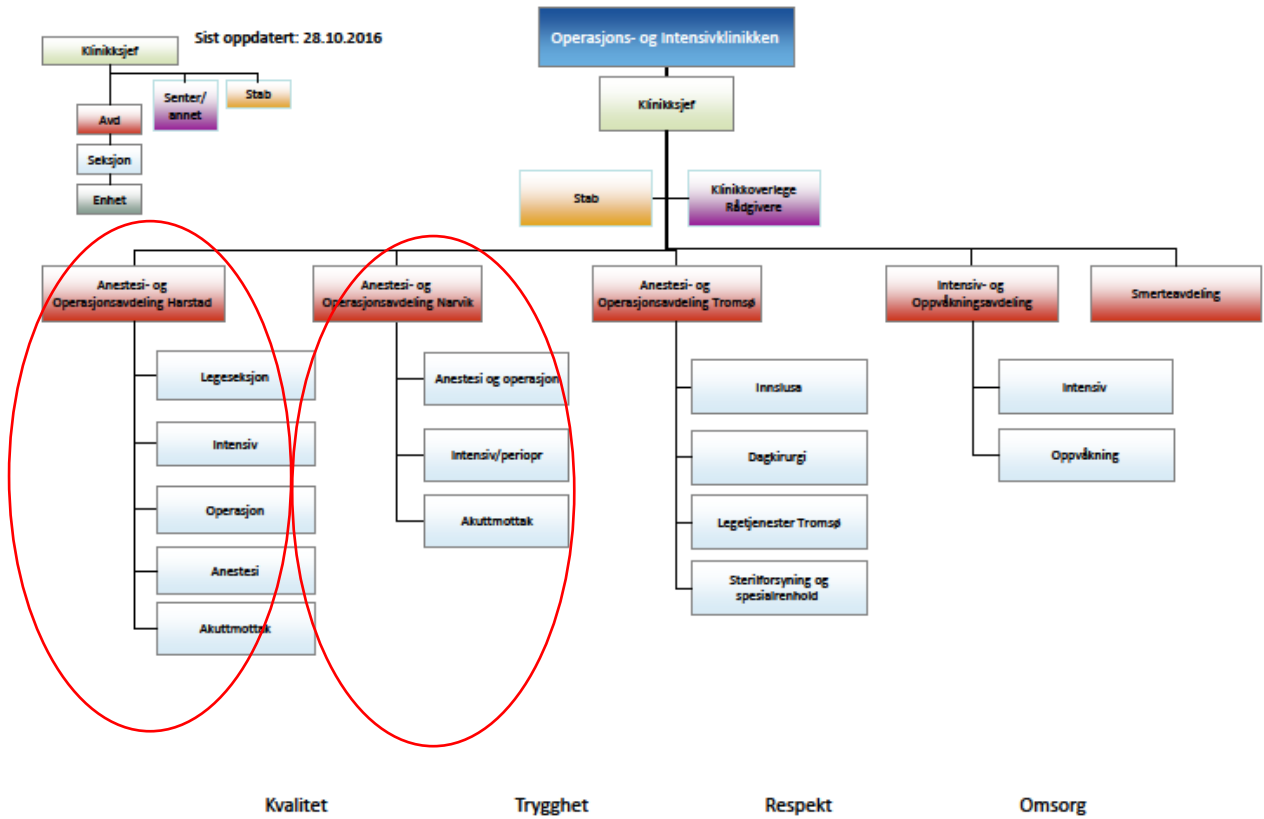 Sist oppdatert: 28.10.2016
Klinikksjef
Senter/
annet
Stab
Avd
Seksjon
Enhet
Operasjons- og Intensivklinikken
Klinikksjef
Stab
Klinikkoverlege
Rådgivere
Anestesi- og
Operasjonsavdeling Harstad
Legeseksjon
Intensiv
Operasjon
Anestesi
Akuttmottak
Anestesi- og
Operasjonsavdeling Narvik
Anestesi og operasjon
Intensiv/periopr
Akuttmottak
Anestesi- og
Operasjonsavdeling Tromsø
Innslusa
Dagkirurgi
Legetjenester Tromsø
Sterilforsyning og
spesialrenhold
Intensiv- og
Oppvåkningsavdeling
Intensiv
Oppvåkning
Smerteavdeling
Kvalitet
Trygghet
Respekt
Omsorg